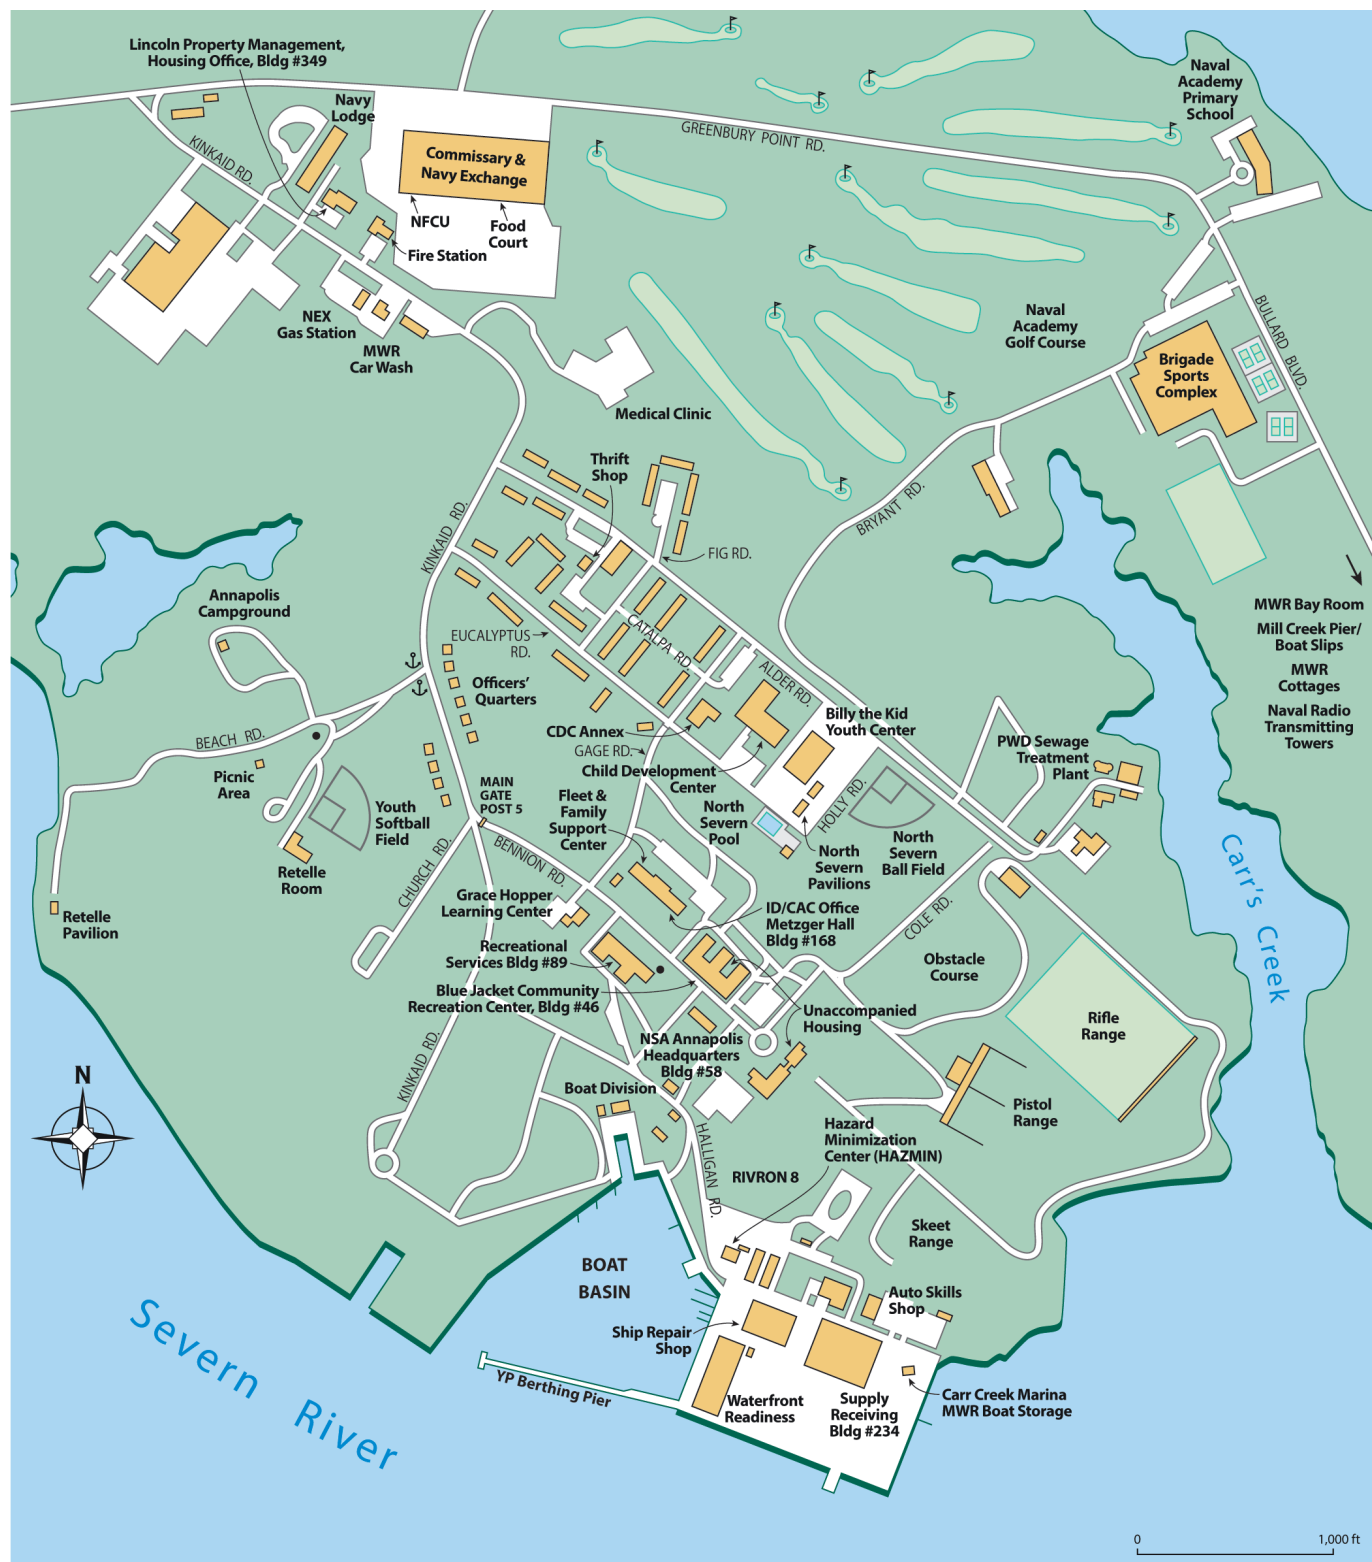 Lincoln Property Management,
Housing Office, Bldg #349
Navy
Lodge
Naval
Academy
Primary
School
KINKAID RD.
GREENBURY POINT RD.
Commissary &
Navy Exchange
NFCU
Food
Court
Fire Station
NEX
Gas Station
MWR
Car Wash
Naval
Academy
Golf Course
BULLARD BLVD.
Brigade
Sports
Complex
Medical Clinic
Thrift
Shop
BRYANT RD.
KINKAID RD.
FIG RD.
Annapolis
Campground
EUCALYPTUS
RD.
CATALPA RD.
ALDER RD.
MWR Bay Room
Mill Creek Pier/
Boat Slips
MWR
Cottages
Naval Radio
Transmitting
Towers
Officers'
Quarters
Billy the Kid
Youth Center
CDC Annex
GAGE RD.
BEACH RD.
Child Development
Center
PWD Sewage
Treatment
Plant
Picnic
Area
MAIN
GATE
POST 5
Fleet &
Family
Support
Center
North
Severn
Pool
HOLLY RD.
Youth
Softball
Field
North
Severn
Pavilions
North
Severn
Ball Field
Carr's Creek
Retelle
Room
CHURCH RD.
BENNION RD.
Grace Hopper
Learning Center
Retelle
Pavilion
ID/CAC Office
Metzger Hall
Bldg #168
COLE RD.
Recreational
Services Bldg #89
Obstacle
Course
Blue Jacket Community
Recreation Center, Bldg #46
Unaccompanied
Housing
Rifle
Range
NSA Annapolis
Headquarters
Bldg #58
KINKAID RD.
N
Boat Division
Pistol
Range
Hazard
Minimization
Center (HAZMIN)
HALLIGAN RD.
RIVRON 8
Skeet
Range
BOAT
BASIN
Auto Skills
Shop
Ship Repair
Shop
Severn River
YP Berthing Pier
Waterfront
Readiness
Supply
Receiving
Bldg #234
Carr Creek Marina
MWR Boat Storage
0 1,000 ft